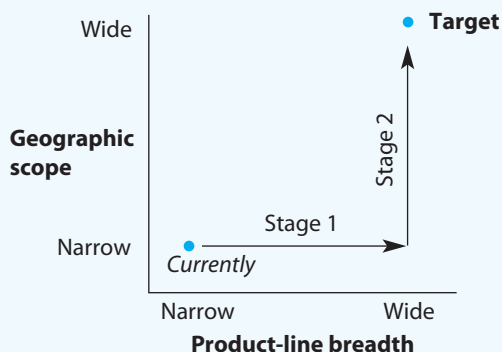 Wide
Target
Geographic
scope
Stage 2
Stage 1
Narrow
Currently
Narrow
Wide
Product-line breadth